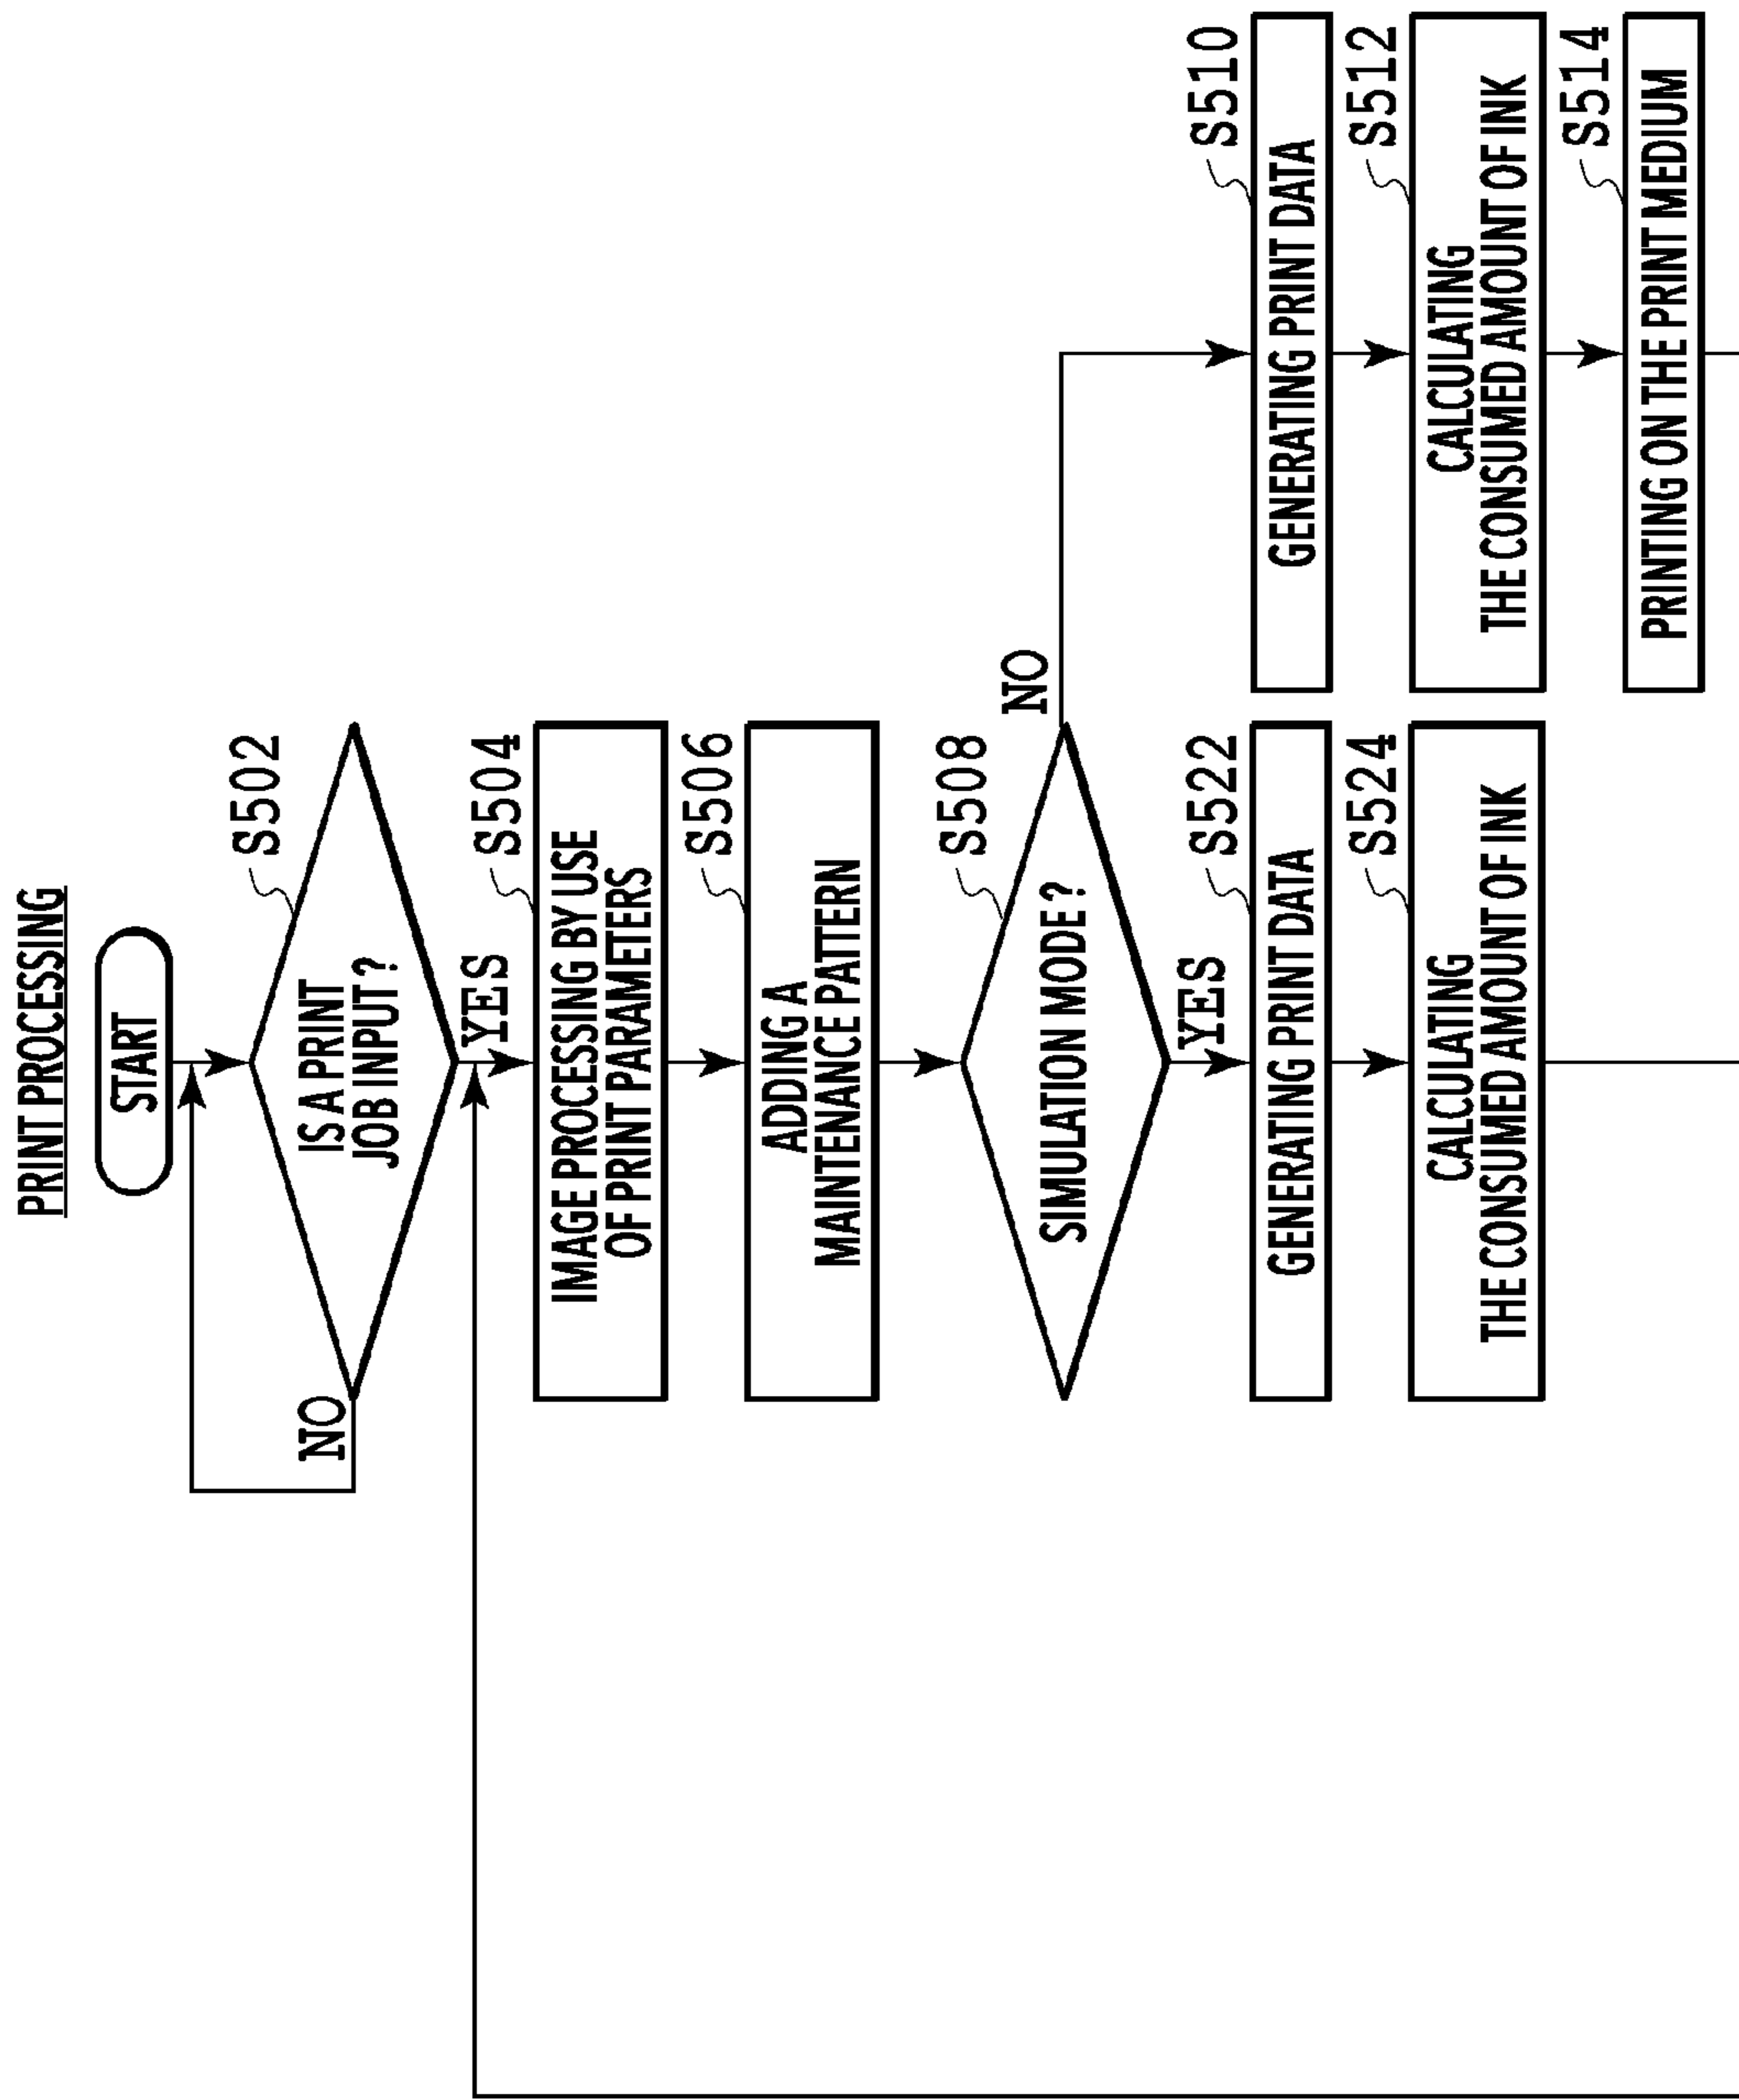 PRINT PROCESSING
START
S502
IS A PRINT
JOB INPUT ?
NO
YES
S504
IMAGE PROCESSING BY USE
OF PRINT PARAMETERS
S506
ADDING A
MAINTENANCE PATTERN
S508
SIMULATION MODE ?
NO
YES
S522
GENERATING PRINT DATA
S524
CALCULATING
THE CONSUMED AMOUNT OF INK
S510
GENERATING PRINT DATA
S512
CALCULATING
THE CONSUMED AMOUNT OF INK
S514
PRINTING ON THE PRINT MEDIUM